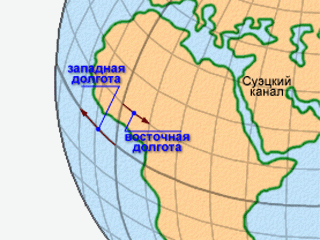 западная
долгота
Суэцкий
канал
восточная
долгота